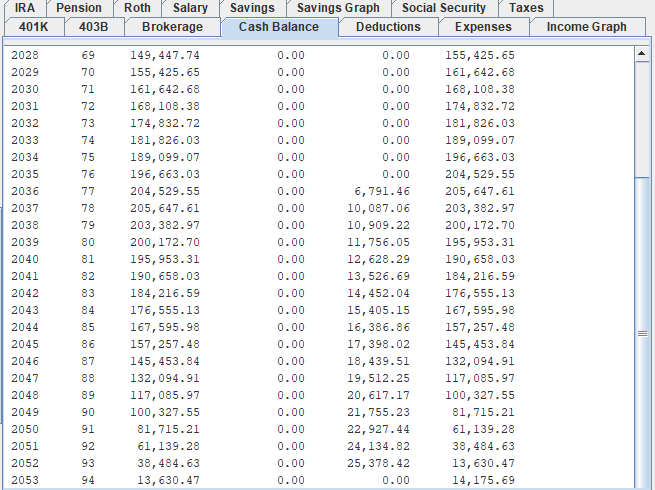 IRA Pension Roth Salary Savings Savings Graph Social Security Taxes
401K 403B Brokerage Cash Balance Deductions Expenses Income Graph
2028 69 149,447.74 0.00 0.00 155,425.65
2029 70 155,425.65 0.00 0.00 161,642.68
2030 71 161,642.68 0.00 0.00 168,108.38
2031 72 168,108.38 0.00 0.00 174,832.72
2032 73 174,832.72 0.00 0.00 181,826.03
2033 74 181,826.03 0.00 0.00 189,099.07
2034 75 189,099.07 0.00 0.00 196,663.03
2035 76 196,663.03 0.00 0.00 204,529.55
2036 77 204,529.55 0.00 6,791.46 205,647.61
2037 78 205,647.61 0.00 10,087.06 203,382.97
2038 79 203,382.97 0.00 10,909.22 200,172.70
2039 80 200,172.70 0.00 11,756.05 195,953.31
2040 81 195,953.31 0.00 12,628.29 190,658.03
2041 82 190,658.03 0.00 13,526.69 184,216.59
2042 83 184,216.59 0.00 14,452.04 176,555.13
2043 84 176,555.13 0.00 15,405.15 167,595.98
2044 85 167,595.98 0.00 16,386.86 157,257.48
2045 86 157,257.48 0.00 17,398.02 145,453.84
2046 87 145,453.84 0.00 18,439.51 132,094.91
2047 88 132,094.91 0.00 19,512.25 117,085.97
2048 89 117,085.97 0.00 20,617.17 100,327.55
2049 90 100,327.55 0.00 21,755.23 81,715.21
2050 91 81,715.21 0.00 22,927.44 61,139.28
2051 92 61,139.28 0.00 24,134.82 38,484.63
2052 93 38,484.63 0.00 25,378.42 13,630.47
2053 94 13,630.47 0.00 0.00 14,175.69